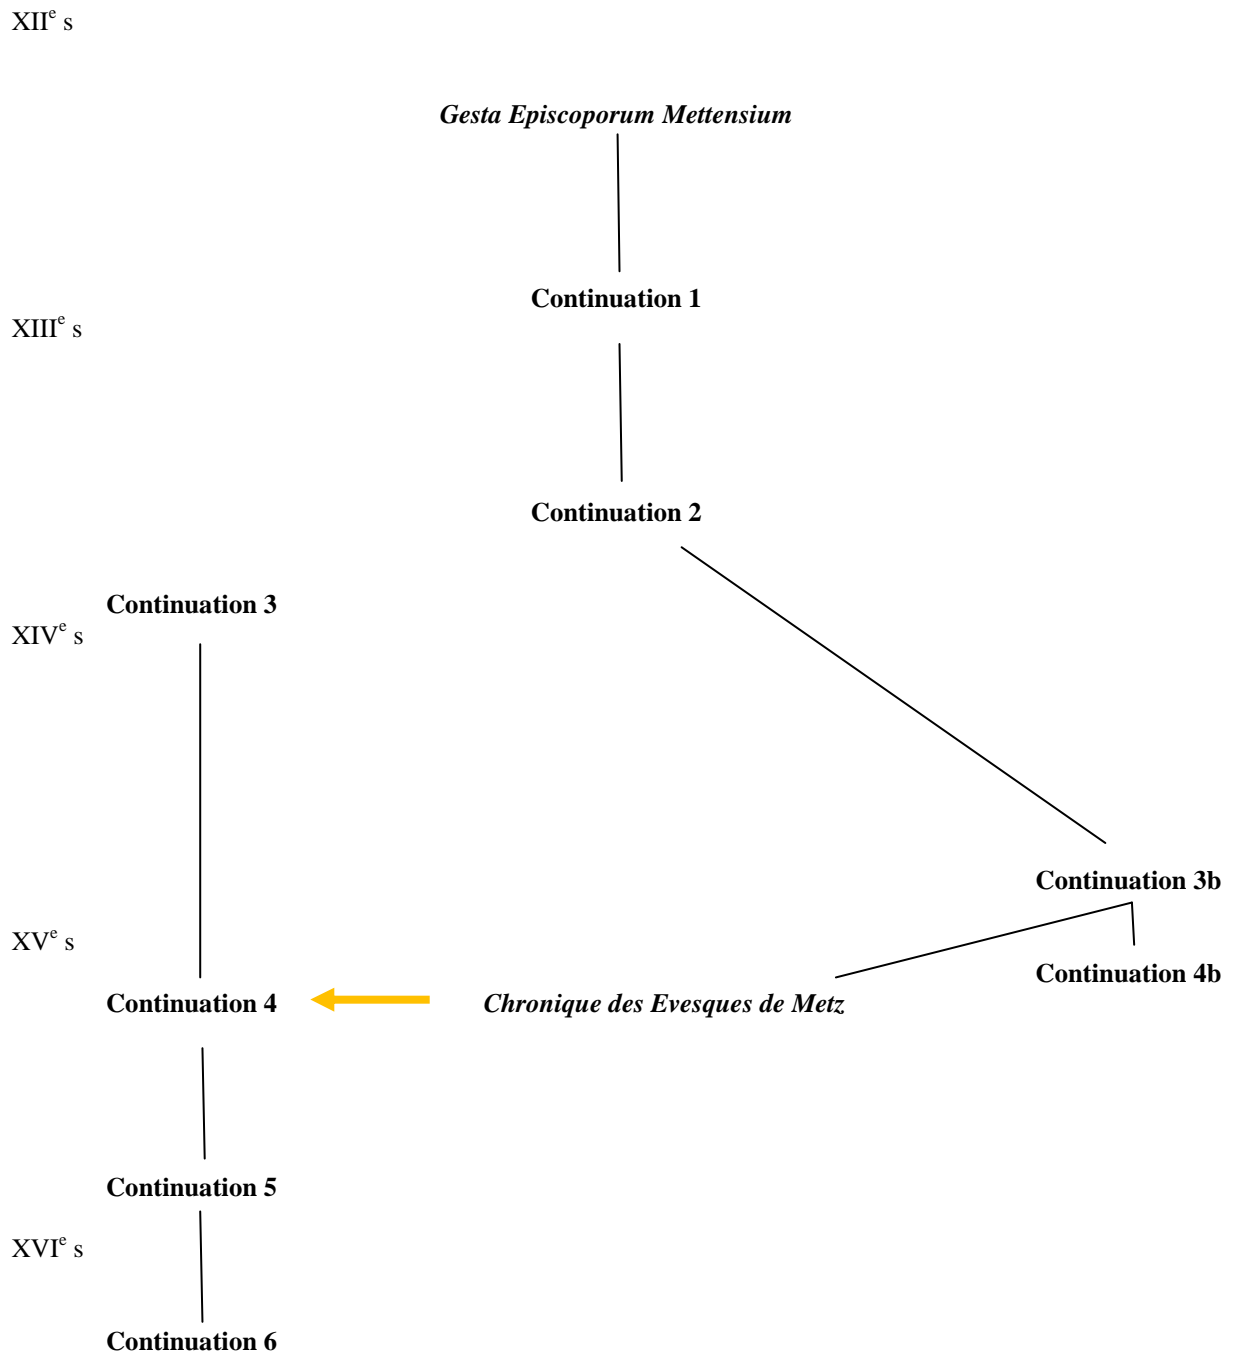 XIIe s
Gesta Episcoporum Mettensium
Continuation 1
XIIIe s
Continuation 2
Continuation 3
XIVe s
Continuation 3b
XVe s
Continuation 4b
Continuation 4
Chronique des Evesques de Metz
Continuation 5
XVIe s
Continuation 6